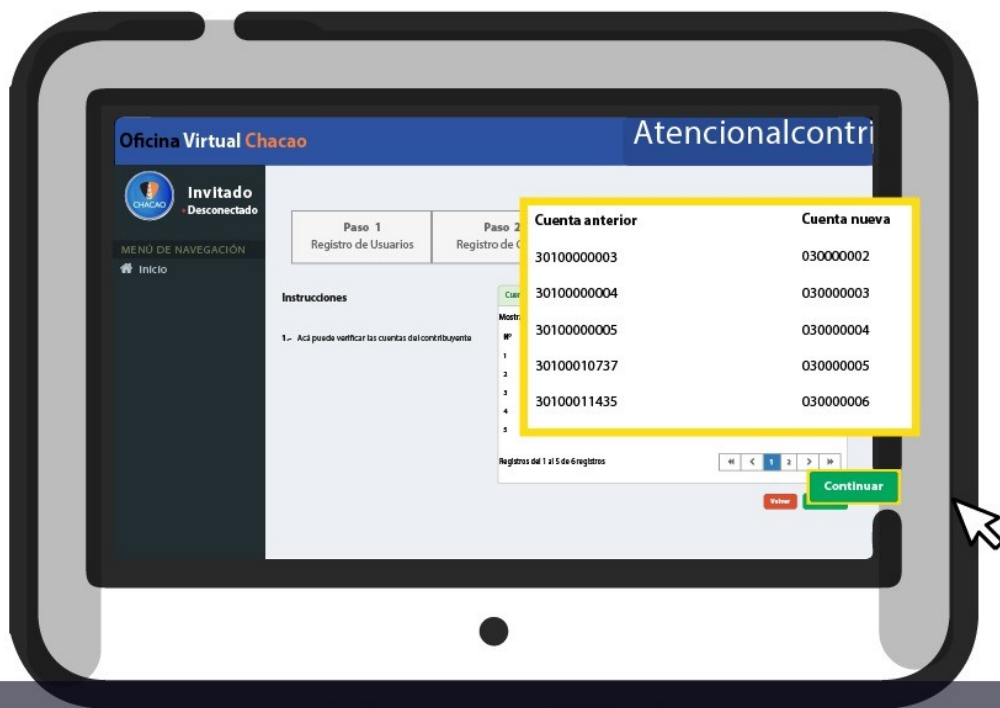 Oficina Virtual Chacao
Atencionalcontri
CHACAO
Invitado
Desconectado
MENÚ DE NAVEGACIÓN
Inicio
Paso 1
Registro de Usuarios
Paso 2
Registro de C
Instrucciones
1.- Acá puede verificar las cuentas del contribuyente
Cuen
Mostr
Nº
1
2
3
4
5
Cuenta anterior Cuenta nueva
30100000003 030000002
30100000004 030000003
30100000005 030000004
30100010737 030000005
30100011435 030000006
Registros del 1 al 5 de 6 registros
« < 1 2 > »
Volver
Continuar